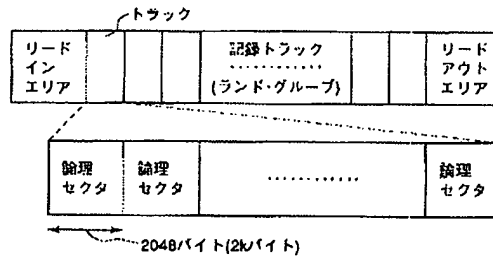 トラック
リード
イン
エリア
記録トラック
…………
(ランド・グループ)
リード
アウト
エリア
論理
セクタ
論理
セクタ
…………
論理
セクタ
2048バイト(2kバイト)